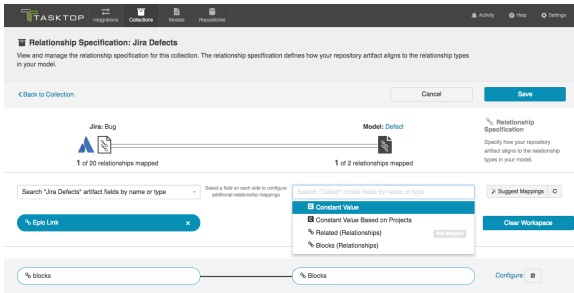 TASKTOP
Integrations
Collections
Models
Repositories
Activity
Help
Settings
Relationship Specification: Jira Defects
View and manage the relationship specification for this collection. The relationship specification defines how your repository artifact aligns to the relationship types
in your model.
Back to Collection
Cancel
Save
Jira: Bug
Model: Defect
1 of 20 relationships mapped
1 of 2 relationships mapped
Relationship
Specification
Specify how your repository
artifact aligns to the relationship
types in your model.
Search "Jira Defects" artifact fields by name or type
Select a field on each side to configure
additional relationship mappings
Search "Defect" model fields by name or type
Suggest Mappings
Epic Link
x
C Constant Value
C Constant Value Based on Projects
Related (Relationships)
Not Mapped
Blocks (Relationships)
Clear Workspace
blocks
Blocks
Configure